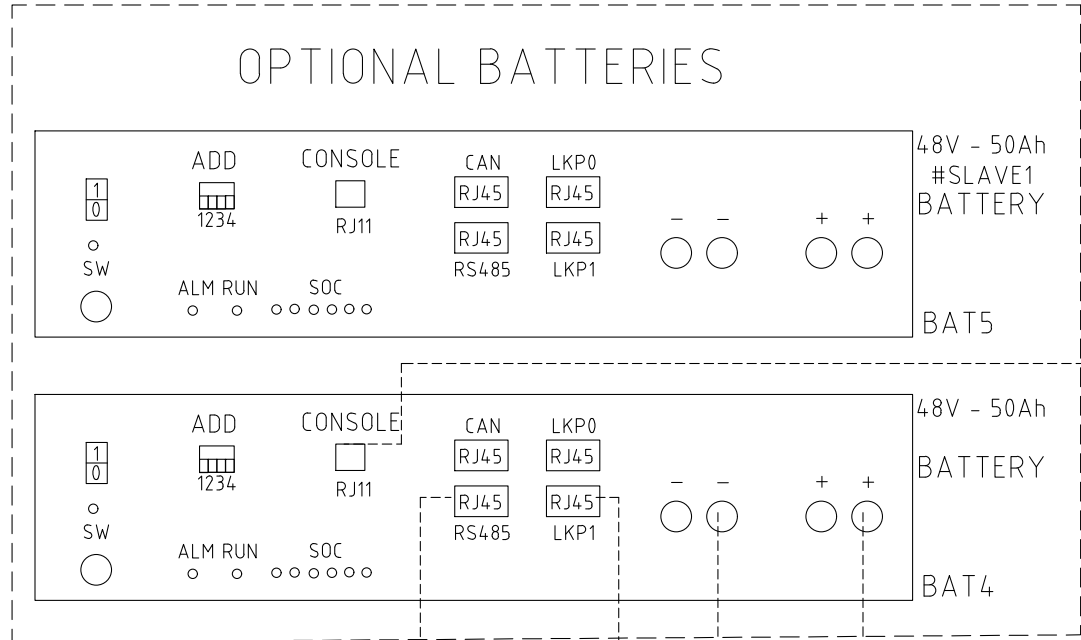 OPTIONAL BATTERIES
48V - 50Ah
#SLAVE1
BATTERY
ADD
CONSOLE
CAN
LKP0
1
0
RJ45
RJ45
1234
RJ11
RJ45
RJ45
- - + +
SW
RS485
LKP1
ALM RUN
SOC
BAT5
48V - 50Ah
BATTERY
ADD
CONSOLE
CAN
LKP0
1
0
RJ45
RJ45
1234
RJ11
RJ45
RJ45
- - + +
SW
RS485
LKP1
ALM RUN
SOC
BAT4